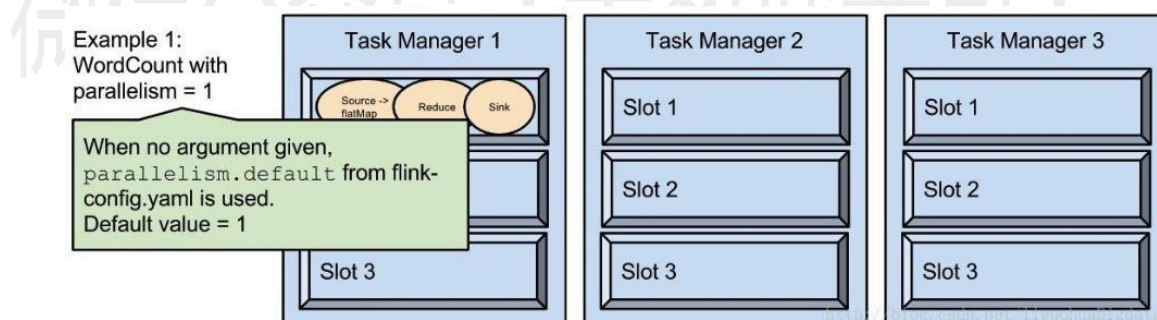 Example 1:
WordCount with
parallelism = 1
When no argument given,
parallelism.default from flink-
config.yaml is used.
Default value = 1
Task Manager 1
Source ->
flatMap
Reduce
Sink
Slot 3
Task Manager 2
Slot 1
Slot 2
Slot 3
Task Manager 3
Slot 1
Slot 2
Slot 3